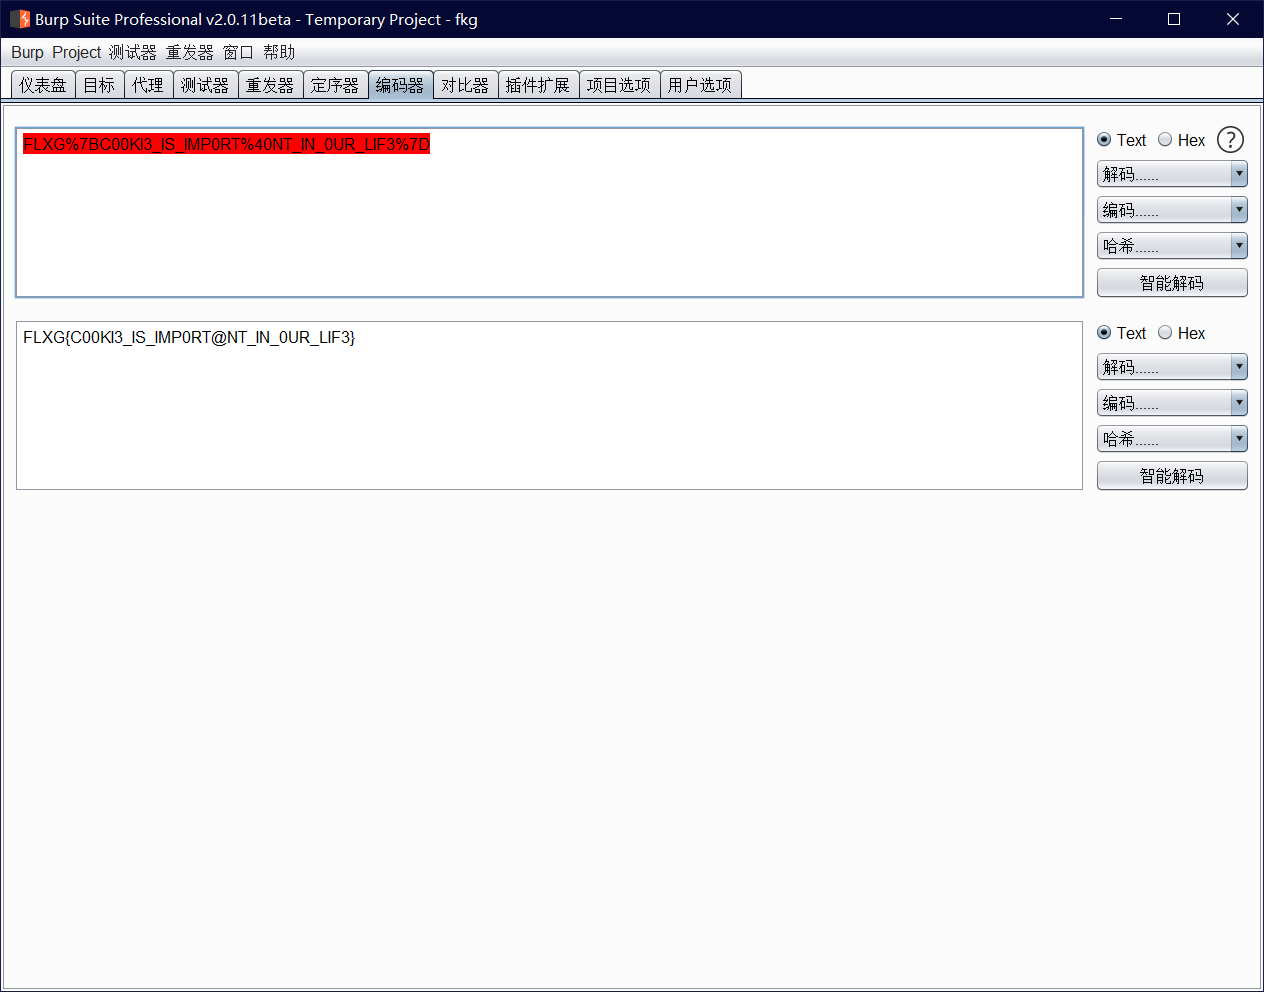 Burp Suite Professional v2.0.11beta - Temporary Project - fkg
Burp Project 测试器 重发器 窗口 帮助
仪表盘 目标 代理 测试器 重发器 定序器 编码器 对比器 插件扩展 项目选项 用户选项
FLXG%7BC00KI3_IS_IMP0RT%40NT_IN_0UR_LIF3%7D
Text Hex ?
解码......
编码......
哈希......
智能解码
FLXG{C00KI3_IS_IMP0RT@NT_IN_0UR_LIF3}
Text Hex
解码......
编码......
哈希......
智能解码